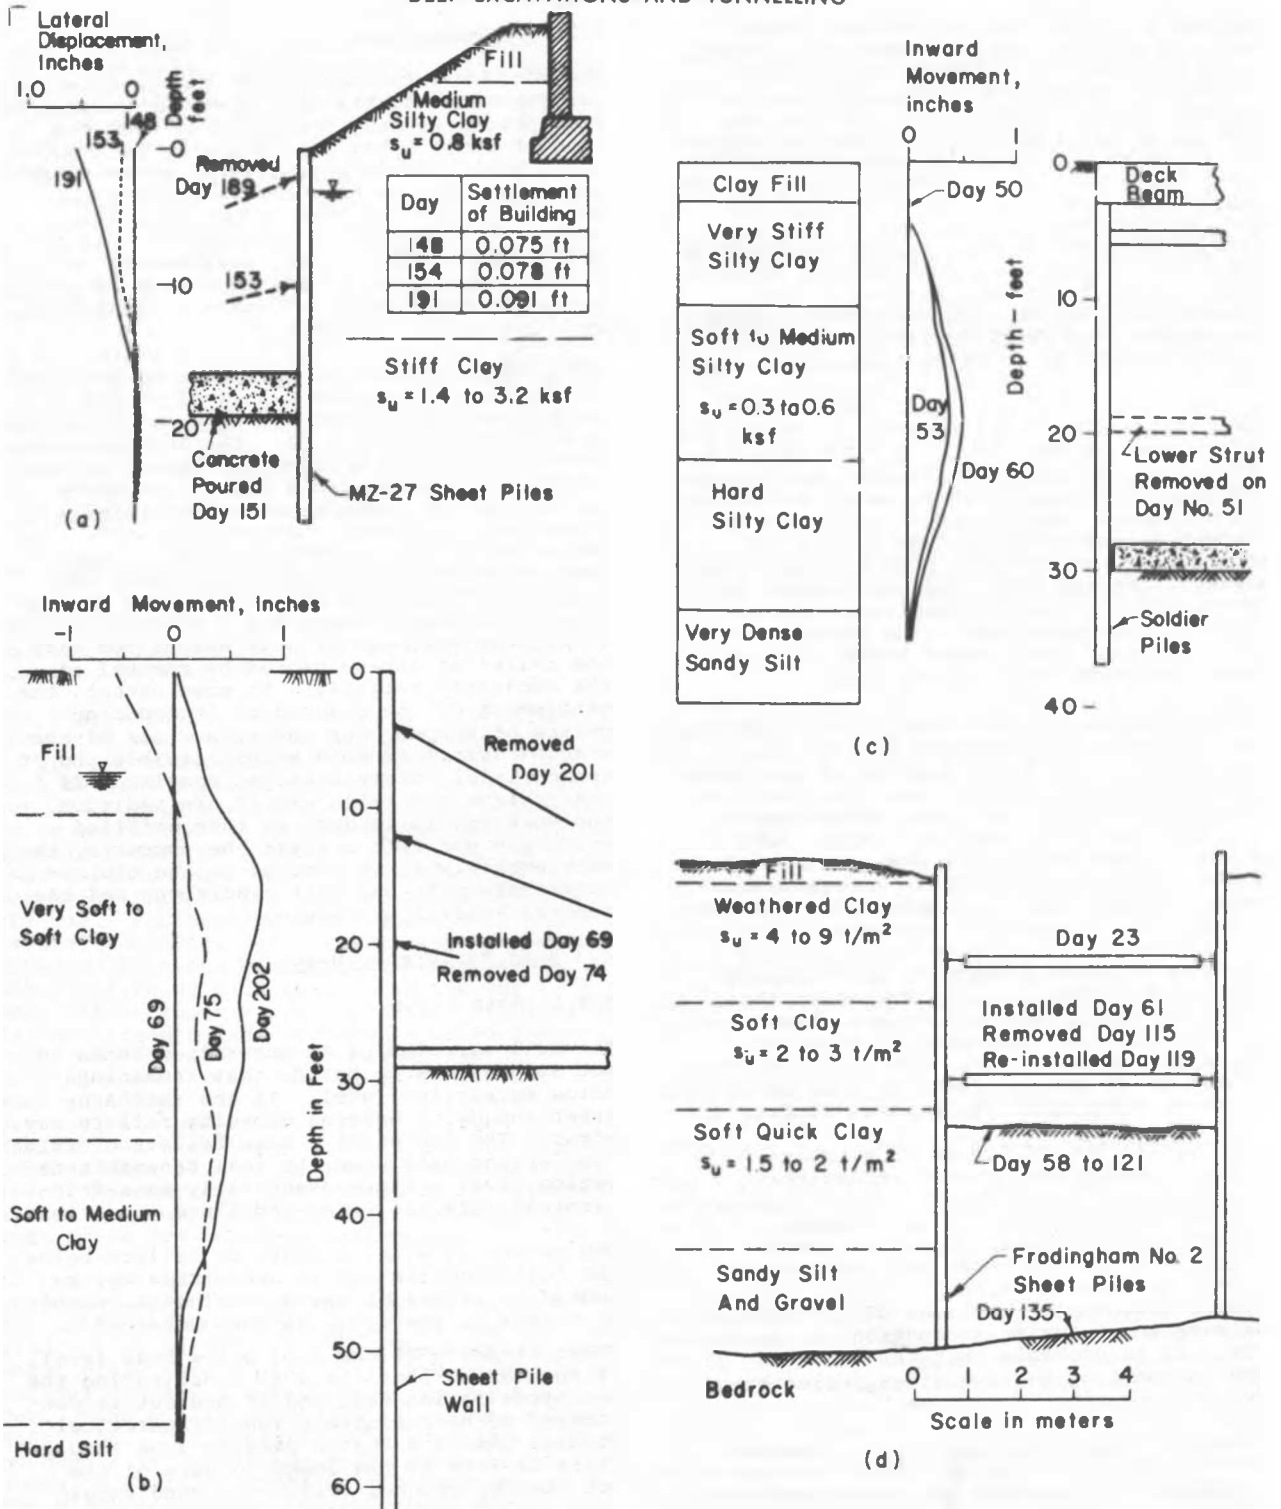 DEEP EXCAVATIONS AND TUNNELLING
Lateral
Displacement,
Inches
1.0
0
Depth
feet
148
153
191
0
10
20
Removed
Day 189
153
Fill
Medium
Silty Clay
s_u = 0.8 ksf
Day
Settlement
of Building
148
0.075 ft
154
0.078 ft
191
0.091 ft
Stiff Clay
s_u = 1.4 to 3.2 ksf
Concrete
Poured
Day 151
MZ-27 Sheet Piles
(a)
Inward Movement, Inches
-1
0
1
Fill
Very Soft to
Soft Clay
Soft to Medium
Clay
Hard Silt
Day 69
Day 75
Day 202
Depth in Feet
0
10
20
30
40
50
60
Removed
Day 201
Installed Day 69
Removed Day 74
Sheet Pile
Wall
(b)
Inward
Movement,
inches
0
1
Day 50
Clay Fill
Very Stiff
Silty Clay
Soft to Medium
Silty Clay
s_u = 0.3 to 0.6
ksf
Hard
Silty Clay
Very Dense
Sandy Silt
Day
53
Day 60
Depth-feet
0
10
20
30
40
Deck
Beam
Lower Strut
Removed on
Day No. 51
Soldier
Piles
(c)
Fill
Weathered Clay
s_u = 4 to 9 t/m²
Soft Clay
s_u = 2 to 3 t/m²
Soft Quick Clay
s_u = 1.5 to 2 t/m²
Sandy Silt
And Gravel
Bedrock
Day 23
Installed Day 61
Removed Day 115
Re-installed Day 119
Day 58 to 121
Frodingham No. 2
Sheet Piles
Day 135
0 1 2 3 4
Scale in meters
(d)